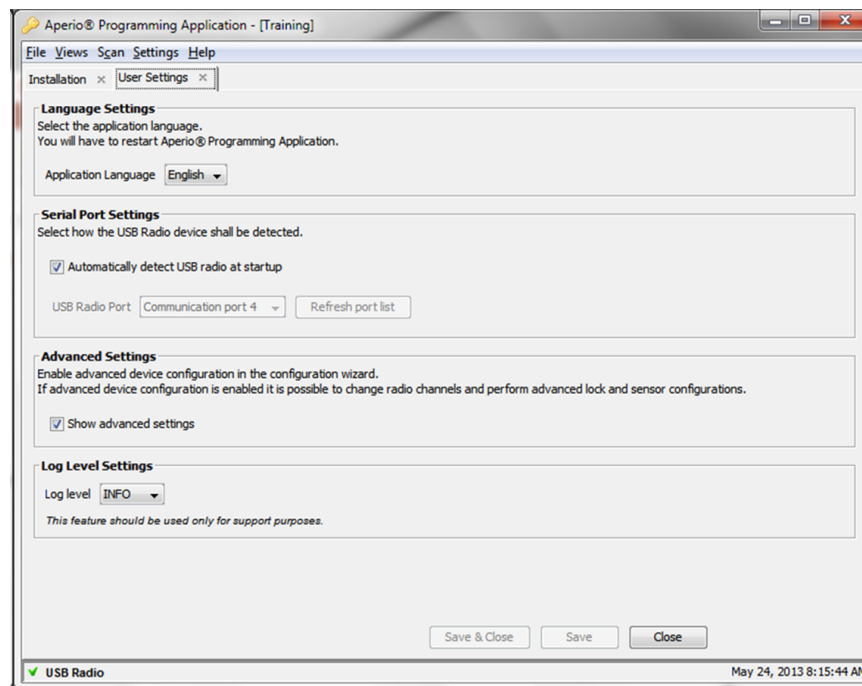 Aperio® Programming Application - [Training]
File Views Scan Settings Help
Installation User Settings
Language Settings
Select the application language.
You will have to restart Aperio® Programming Application.
Application Language English
Serial Port Settings
Select how the USB Radio device shall be detected.
Automatically detect USB radio at startup
USB Radio Port Communication port 4 Refresh port list
Advanced Settings
Enable advanced device configuration in the configuration wizard.
If advanced device configuration is enabled it is possible to change radio channels and perform advanced lock and sensor configurations.
Show advanced settings
Log Level Settings
Log level INFO
This feature should be used only for support purposes.
Save & Close Save Close
USB Radio May 24, 2013 8:15:44 AM